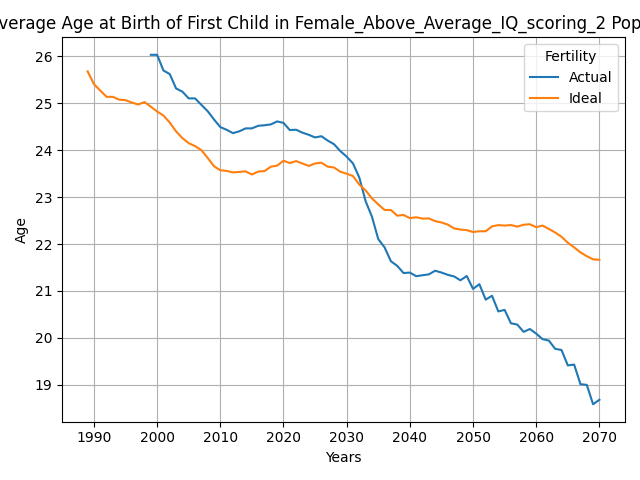 verage Age at Birth of First Child in Female_Above_Average_IQ_scoring_2 Pop
Fertility
Actual
Ideal
26
25
24
23
22
21
20
19
Age
1990 2000 2010 2020 2030 2040 2050 2060 2070
Years